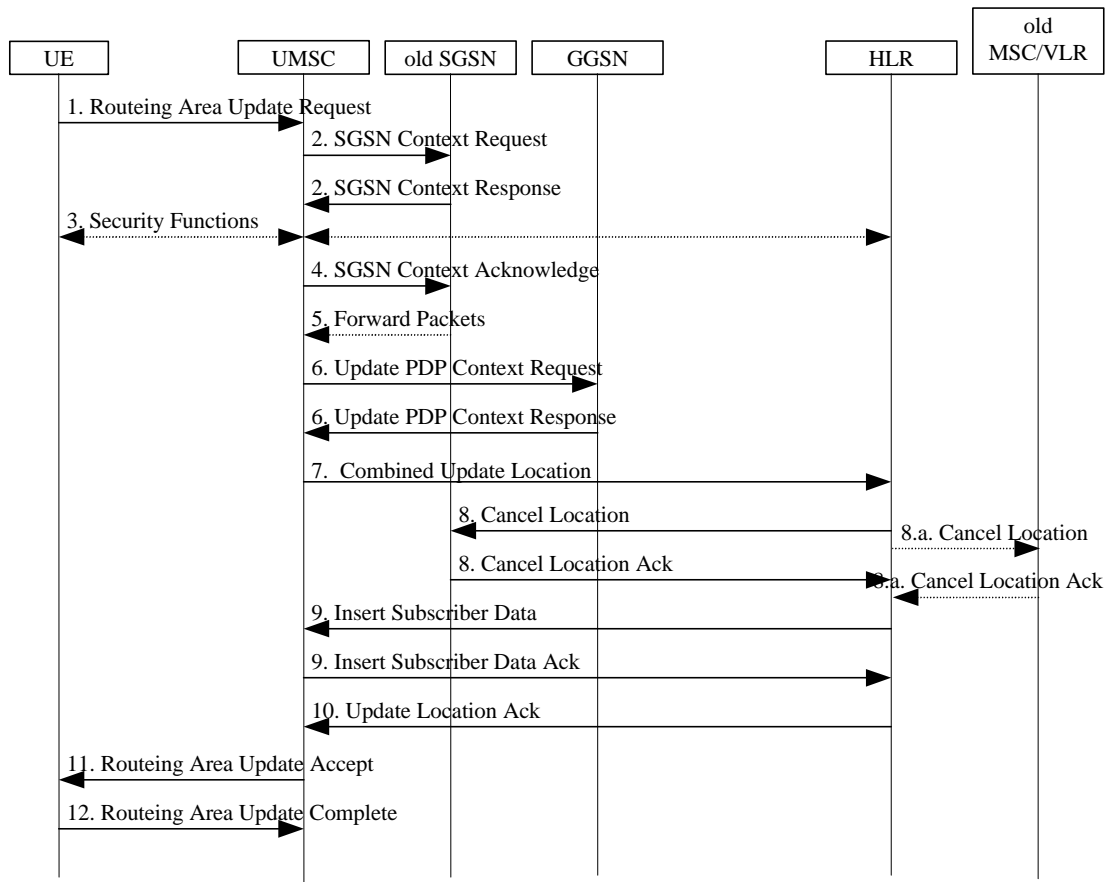 old
MSC/VLR
UE
UMSC
old SGSN
GGSN
HLR
1. Routeing Area Update Request
2. SGSN Context Request
2. SGSN Context Response
3. Security Functions
4. SGSN Context Acknowledge
5. Forward Packets
6. Update PDP Context Request
6. Update PDP Context Response
7. Combined Update Location
8. Cancel Location
8.a. Cancel Location
8. Cancel Location Ack
8.a. Cancel Location Ack
9. Insert Subscriber Data
9. Insert Subscriber Data Ack
10. Update Location Ack
11. Routeing Area Update Accept
12. Routeing Area Update Complete